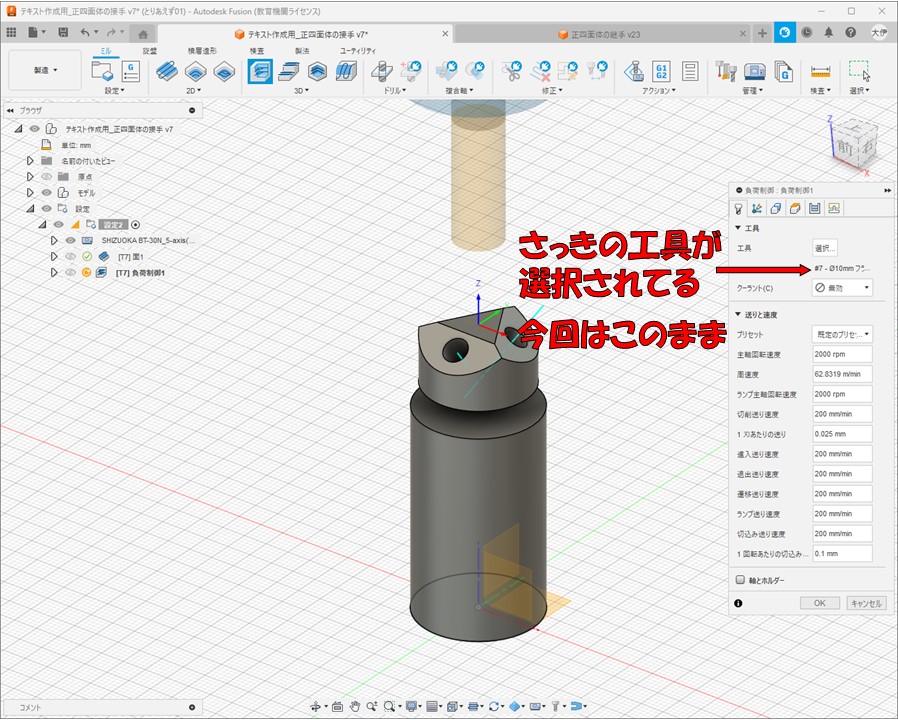 テキスト作成用_正四面体の接手 v7* (とりあえず01) - Autodesk Fusion (教育機関ライセンス)
テキスト作成用_正四面体の接手 v7*
正四面体の継手 v23
大伊
ミル
旋盤
積層造形
検査
製法
ユーティリティ
製造
設定
2D
3D
ドリル
複合軸
修正
アクション
管理
検査
選択
G1
G2
ブラウザ
テキスト作成用_正四面体の接手 v7
単位: mm
名前の付いたビュー
原点
モデル
設定
設定2
SHIZUOKA BT-30N_5-axis(...
[T7] 面1
[T7] 負荷制御1
Z
X
前
右
Z
さっきの工具が
選択されてる
今回はこのまま
負荷制御 : 負荷制御1
工具
工具
選択...
#7 - Ø10mm フラ...
クーラント(C)
無効
送りと速度
プリセット
既定のプリセ...
主軸回転速度
2000 rpm
周速度
62.8319 m/min
ランプ主軸回転速度
2000 rpm
切削送り速度
200 mm/min
1 刃あたりの送り
0.025 mm
進入送り速度
200 mm/min
退出送り速度
200 mm/min
遷移送り速度
200 mm/min
ランプ送り速度
200 mm/min
切込み送り速度
200 mm/min
1 回転あたりの切込み...
0.1 mm
軸とホルダー
OK
キャンセル
コメント